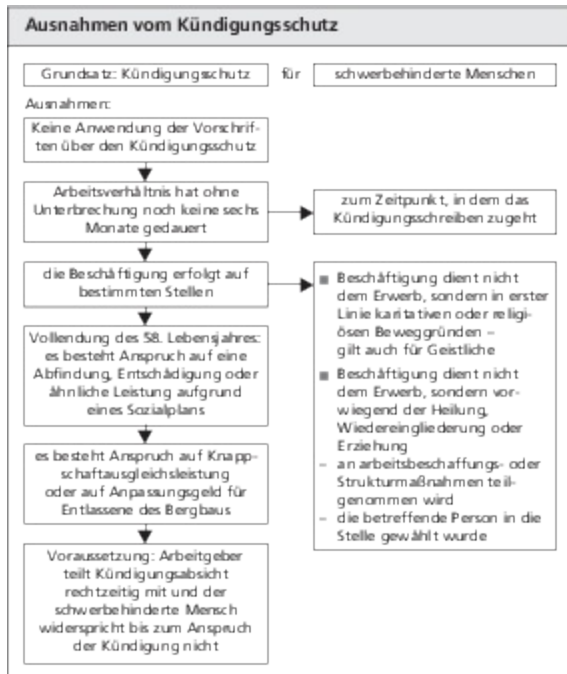 Ausnahmen vom Kündigungsschutz
Grundsatz: Kündigungsschutz für schwerbehinderte Menschen
Ausnahmen:
Keine Anwendung der Vorschrif-
ten über den Kündigungsschutz
Arbeitsverhältnis hat ohne
Unterbrechung noch keine sechs
Monate gedauert
zum Zeitpunkt, in dem das
Kündigungsschreiben zugeht
die Beschäftigung erfolgt auf
bestimmten Stellen
■ Beschäftigung dient nicht
dem Erwerb, sondern in erster
Linie karitativen oder religi-
ösen Beweggründen –
gilt auch für Geistliche
■ Beschäftigung dient nicht
dem Erwerb, sondern vor-
wiegend der Heilung,
Wiedereingliederung oder
Erziehung
– an arbeitsbeschaffungs- oder
Strukturmaßnahmen teil-
genommen wird
– die betreffende Person in die
Stelle gewählt wurde
Vollendung des 58. Lebensjahres:
es besteht Anspruch auf eine
Abfindung, Entschädigung oder
ähnliche Leistung aufgrund
eines Sozialplans
es besteht Anspruch auf Knapp-
schaftausgleichsleistung
oder auf Anpassungsgeld für
Entlassene des Bergbaus
Voraussetzung: Arbeitgeber
teilt Kündigungsabsicht
rechtzeitig mit und der
schwerbehinderte Mensch
widerspricht bis zum Anspruch
der Kündigung nicht